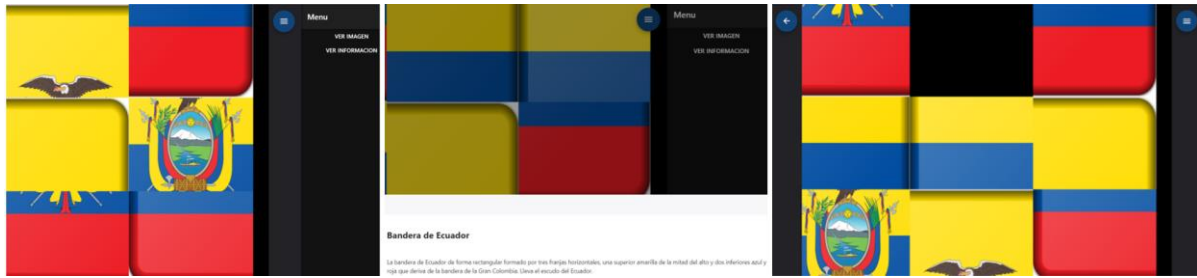 Menu
VER IMAGEN
VER INFORMACION
Menu
VER IMAGEN
VER INFORMACION
Bandera de Ecuador
La bandera de Ecuador de forma rectangular formado por tres franjas horizontales, una superior amarilla de la mitad del alto y dos inferiores azul y
roja que deriva de la bandera de la Gran Colombia. Lleva el escudo del Ecuador.